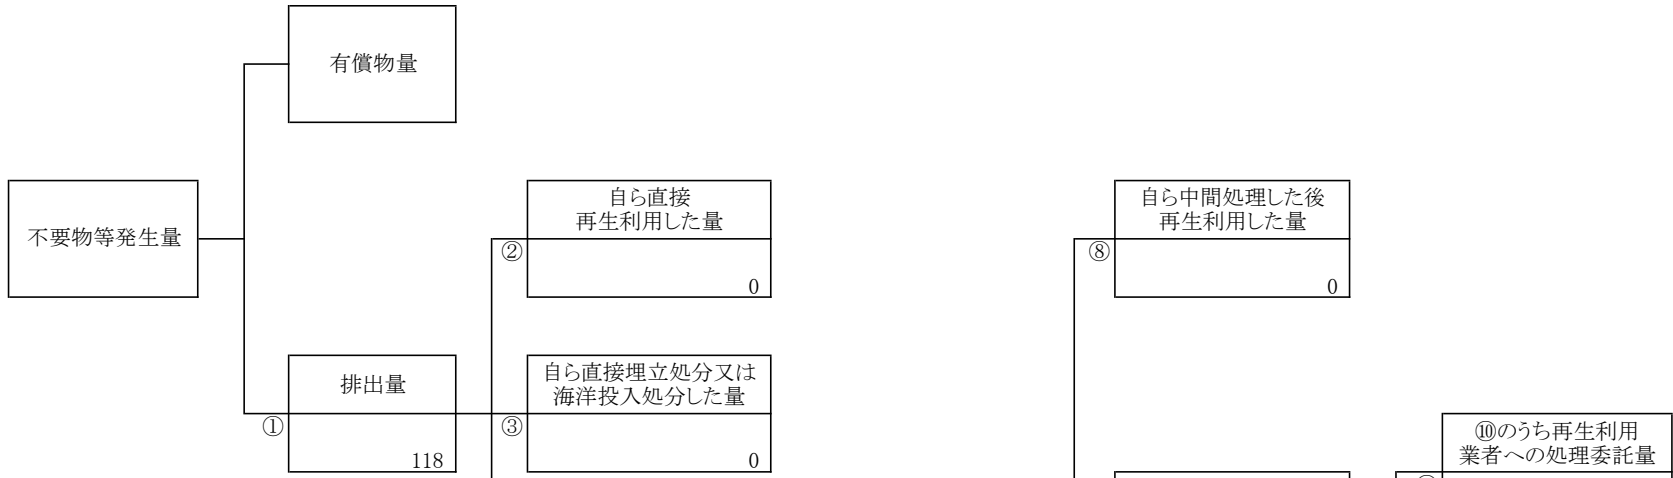 有償物量
不要物等発生量
自ら直接
再生利用した量
②
0
自ら中間処理した後
再生利用した量
⑧
0
排出量
①
118
自ら直接埋立処分又は
海洋投入処分した量
③
0
⑩のうち再生利用
業者への処理委託量